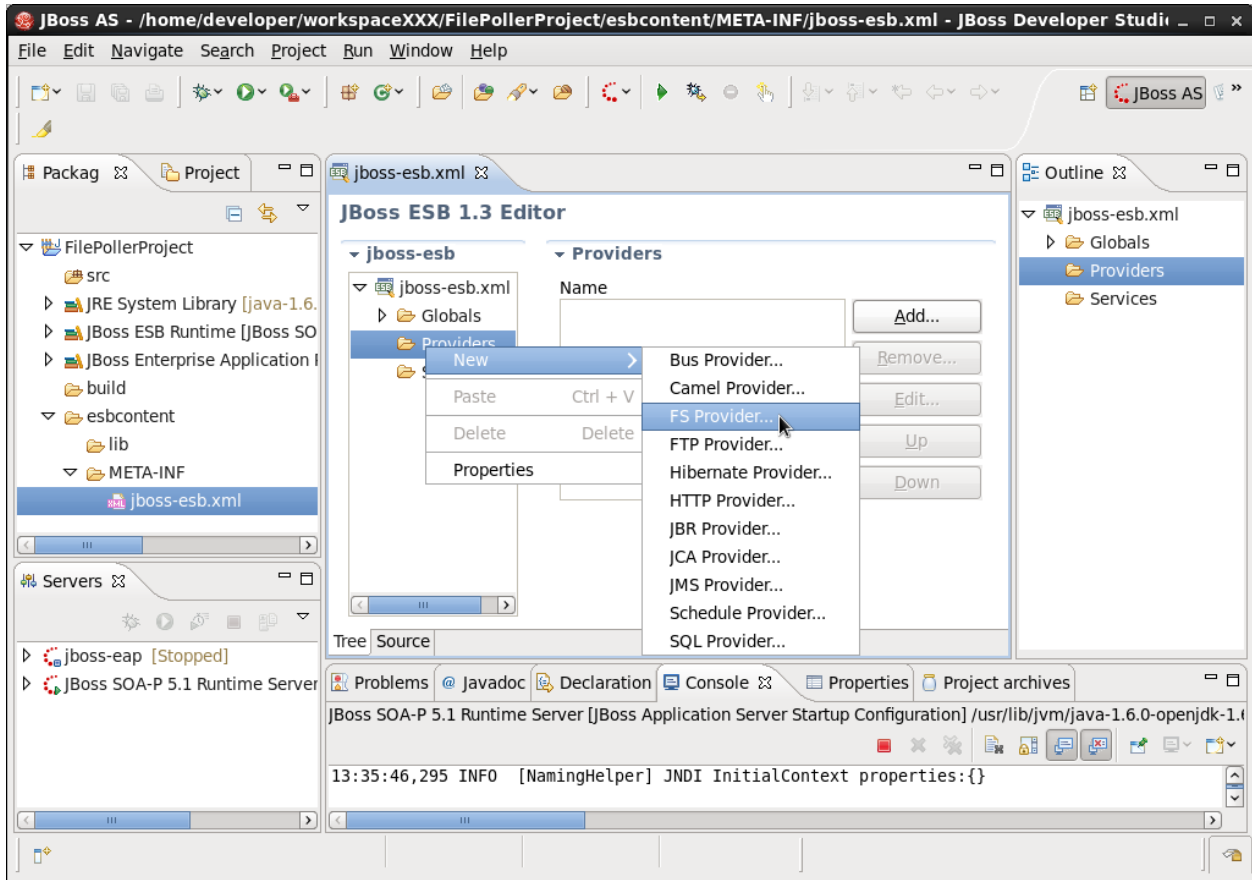 JBoss AS - /home/developer/workspaceXXX/FilePollerProject/esbcontent/META-INF/jboss-esb.xml - JBoss Developer Studi
File Edit Navigate Search Project Run Window Help
JBoss AS
Packag
Project
FilePollerProject
src
JRE System Library [java-1.6.
JBoss ESB Runtime [JBoss SO
JBoss Enterprise Application
build
esbcontent
lib
META-INF
jboss-esb.xml
Servers
jboss-eap [Stopped]
JBoss SOA-P 5.1 Runtime Server
jboss-esb.xml
JBoss ESB 1.3 Editor
jboss-esb
jboss-esb.xml
Globals
Providers
Providers
Name
Add...
Remove...
Edit...
Up
Down
New
Paste Ctrl + V
Delete Delete
Properties
Bus Provider...
Camel Provider...
FS Provider...
FTP Provider...
Hibernate Provider...
HTTP Provider...
JBR Provider...
JCA Provider...
JMS Provider...
Schedule Provider...
SQL Provider...
Tree Source
Outline
jboss-esb.xml
Globals
Providers
Services
Problems @ Javadoc Declaration Console Properties Project archives
JBoss SOA-P 5.1 Runtime Server [JBoss Application Server Startup Configuration] /usr/lib/jvm/java-1.6.0-openjdk-1.6
13:35:46,295 INFO [NamingHelper] JNDI InitialContext properties:{}